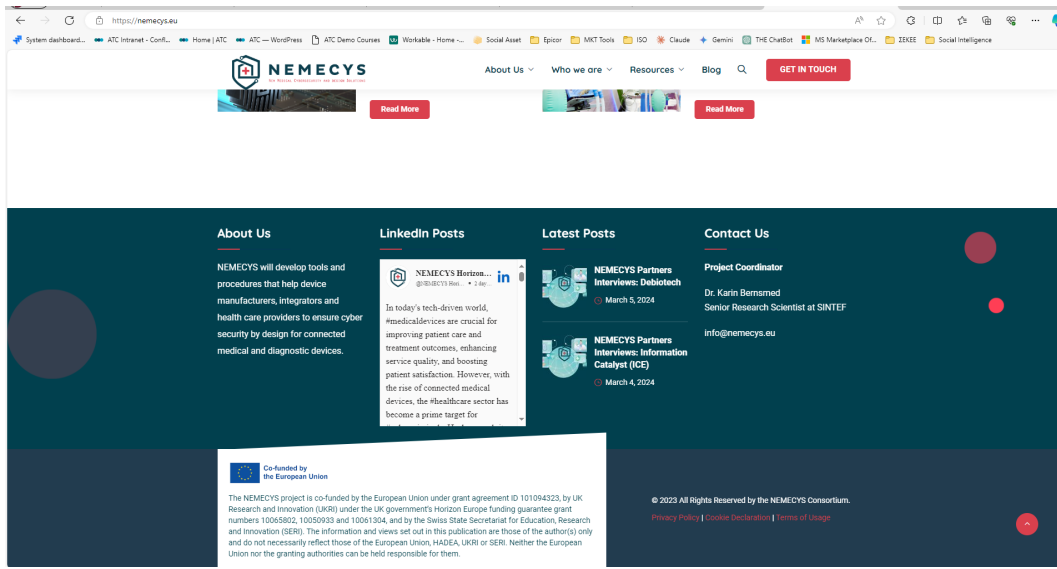 https://nemecys.eu
System dashboard...
ATC Intranet - Confl...
Home | ATC
ATC — WordPress
ATC Demo Courses
Workable - Home -...
Social Asset
Epicor
MKT Tools
ISO
Claude
Gemini
THE ChatBot
MS Marketplace Of...
ΣEKEE
Social Intelligence
NEMECYS
About Us
Who we are
Resources
Blog
GET IN TOUCH
Read More
Read More
About Us
NEMECYS will develop tools and
procedures that help device
manufacturers, integrators and
health care providers to ensure cyber
security by design for connected
medical and diagnostic devices.
LinkedIn Posts
NEMECYS Horizon...
in
@NEMECYS Hori... • 2 day...
In today's tech-driven world,
#medicaldevices are crucial for
improving patient care and
treatment outcomes, enhancing
service quality, and boosting
patient satisfaction. However, with
the rise of connected medical
devices, the #healthcare sector has
become a prime target for
Latest Posts
NEMECYS Partners
Interviews: Debiotech
March 5, 2024
NEMECYS Partners
Interviews: Information
Catalyst (ICE)
March 4, 2024
Contact Us
Project Coordinator
Dr. Karin Bernsmed
Senior Research Scientist at SINTEF
info@nemecys.eu
Co-funded by
the European Union
The NEMECYS project is co-funded by the European Union under grant agreement ID 101094323, by UK
Research and Innovation (UKRI) under the UK government's Horizon Europe funding guarantee grant
numbers 10065802, 10050933 and 10061304, and by the Swiss State Secretariat for Education, Research
and Innovation (SERI). The information and views set out in this publication are those of the author(s) only
and do not necessarily reflect those of the European Union, HADEA, UKRI or SERI. Neither the European
Union nor the granting authorities can be held responsible for them.
© 2023 All Rights Reserved by the NEMECYS Consortium.
Privacy Policy | Cookie Declaration | Terms of Usage